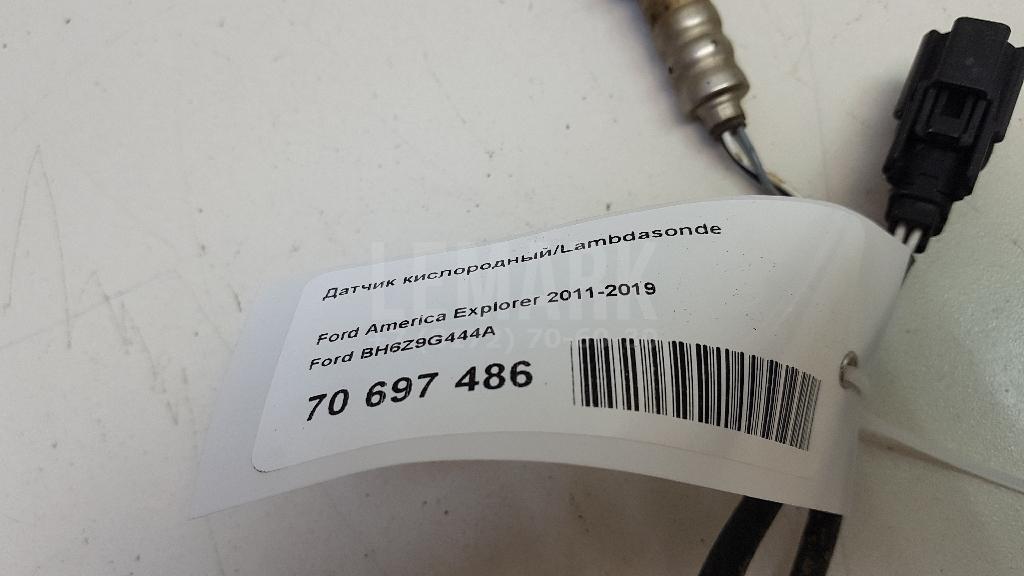 Датчик кислородный/Lambdasonde
LEMARK
Ford America Explorer 2011-2019
Ford BH6Z9G444A
70 697 486